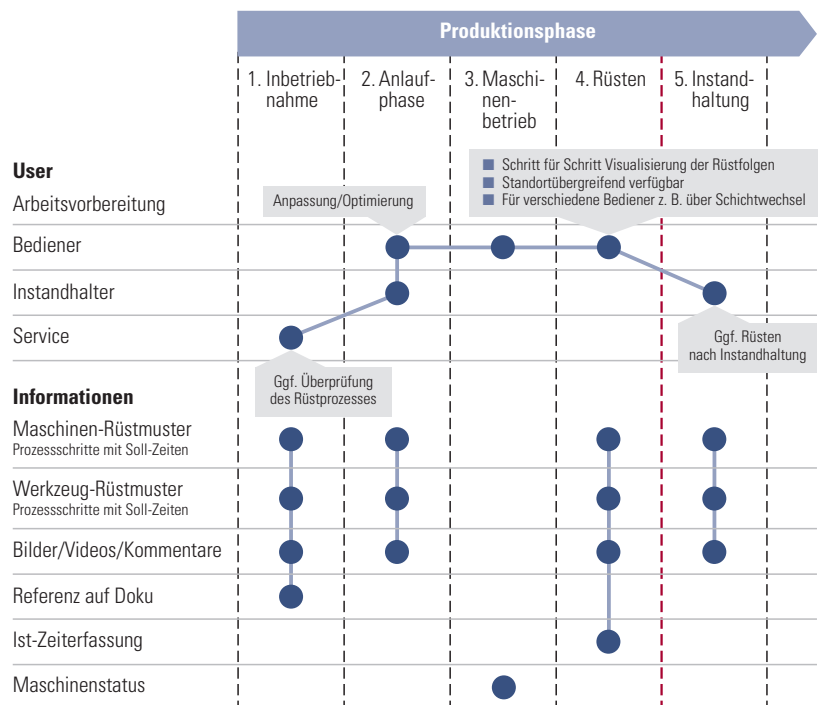 Produktionsphase
1. Inbetrieb-
nahme
2. Anlauf-
phase
3. Maschi-
nen-
betrieb
4. Rüsten
5. Instand-
haltung
User
Arbeitsvorbereitung
Anpassung/Optimierung
Schritt für Schritt Visualisierung der Rüstfolgen
Standortübergreifend verfügbar
Für verschiedene Bediener z. B. über Schichtwechsel
Bediener
Instandhalter
Service
Ggf. Rüsten
nach Instandhaltung
Ggf. Überprüfung
des Rüstprozesses
Informationen
Maschinen-Rüstmuster
Prozessschritte mit Soll-Zeiten
Werkzeug-Rüstmuster
Prozessschritte mit Soll-Zeiten
Bilder/Videos/Kommentare
Referenz auf Doku
Ist-Zeiterfassung
Maschinenstatus